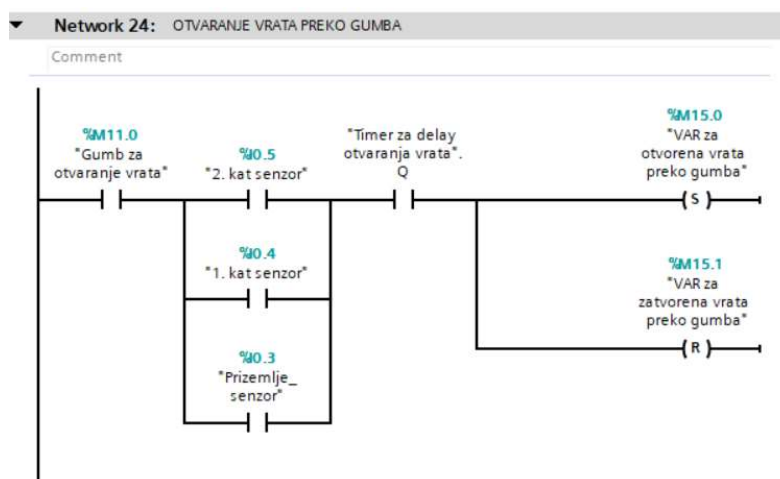 Network 24: OTVARANJE VRATA PREKO GUMBA
Comment
%M11.0
"Gumb za
otvaranje vrata"
%I0.5
"2. kat senzor"
"Timer za delay
otvaranja vrata".
Q
%M15.0
"VAR za
otvorena vrata
preko gumba"
S
%I0.4
"1. kat senzor"
%M15.1
"VAR za
zatvorena vrata
preko gumba"
R
%I0.3
"Prizemlje_
senzor"